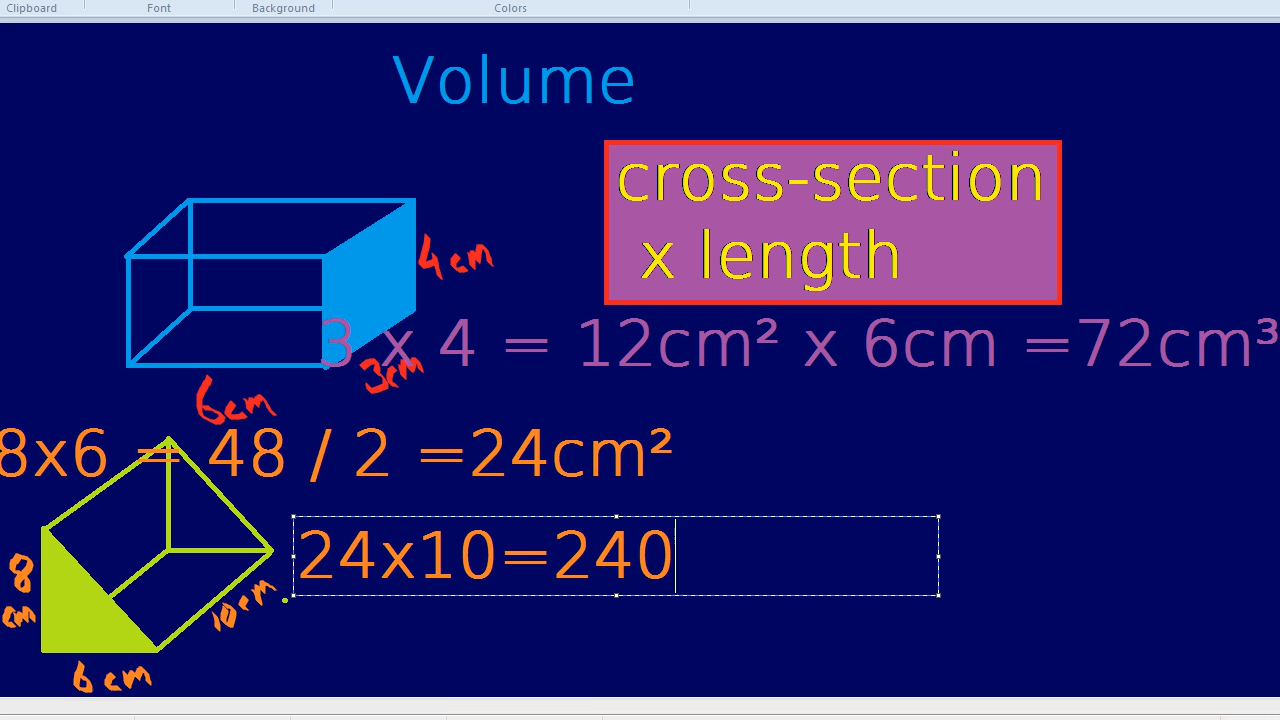 Clipboard
Font
Background
Colors
Volume
cross-section
x length
4cm
3 x 4 = 12cm² x 6cm =72cm³
3cm
6cm
8x6 = 48 / 2 =24cm²
24x10=240
8
cm
10cm
6cm